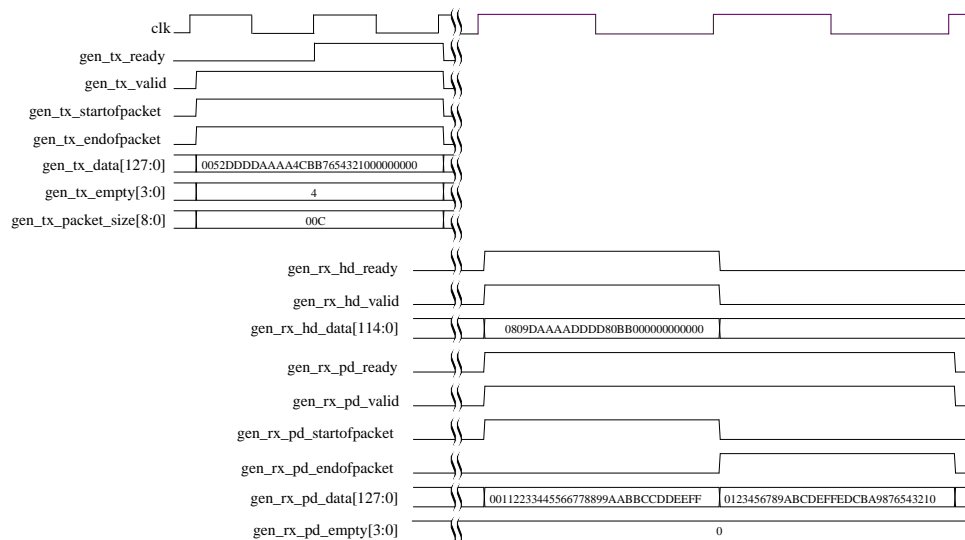 clk
gen_tx_ready
gen_tx_valid
gen_tx_startofpacket
gen_tx_endofpacket
gen_tx_data[127:0] 0052DDDDAAAA4CBB7654321000000000
gen_tx_empty[3:0] 4
gen_tx_packet_size[8:0] 00C
gen_rx_hd_ready
gen_rx_hd_valid
gen_rx_hd_data[114:0] 0809DAAAADDDD80BB000000000000
gen_rx_pd_ready
gen_rx_pd_valid
gen_rx_pd_startofpacket
gen_rx_pd_endofpacket
gen_rx_pd_data[127:0] 00112233445566778899AABBCCDDEEFF 0123456789ABCDEFFEDCBA9876543210
gen_rx_pd_empty[3:0] 0